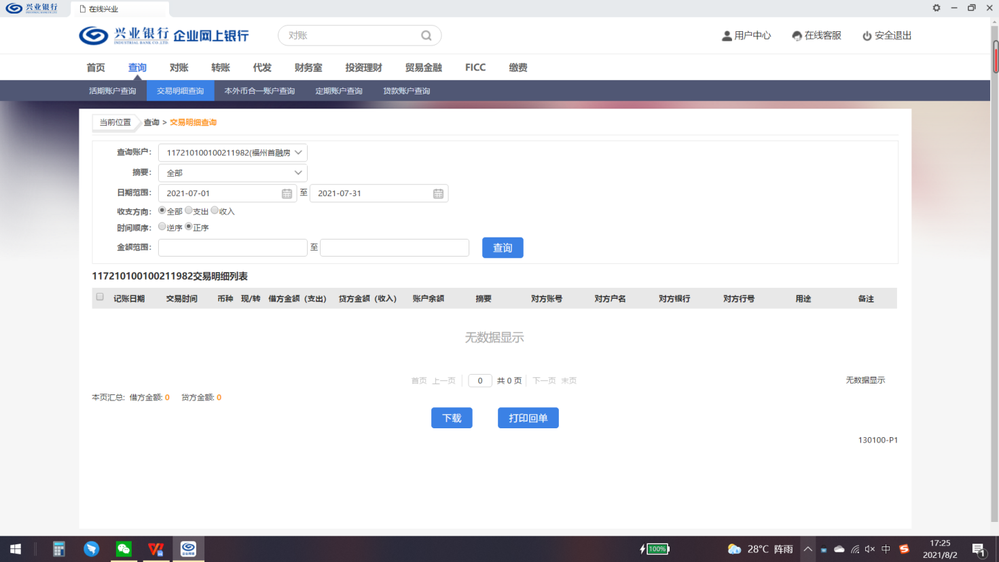 兴业银行
在线兴业
兴业银行 企业网上银行
INDUSTRIAL BANK CO.,LTD.
对账
用户中心
在线客服
安全退出
首页 查询 对账 转账 代发 财务室 投资理财 贸易金融 FICC 缴费
活期账户查询 交易明细查询 本外币合一账户查询 定期账户查询 贷款账户查询
当前位置 查询 > 交易明细查询
查询账户: 117210100100211982(福州首融房
摘要: 全部
日期范围: 2021-07-01 至 2021-07-31
收支方向: 全部 支出 收入
时间顺序: 逆序 正序
金额范围: 至 查询
117210100100211982交易明细列表
记账日期 交易时间 币种 现/转 借方金额（支出） 贷方金额（收入） 账户余额 摘要 对方账号 对方户名 对方银行 对方行号 用途 备注
无数据显示
首页 上一页 0 共 0 页 下一页 末页 无数据显示
本页汇总: 借方金额: 0 贷方金额: 0
下载 打印回单
130100-P1
100% 28°C 阵雨 中 17:25
2021/8/2 1